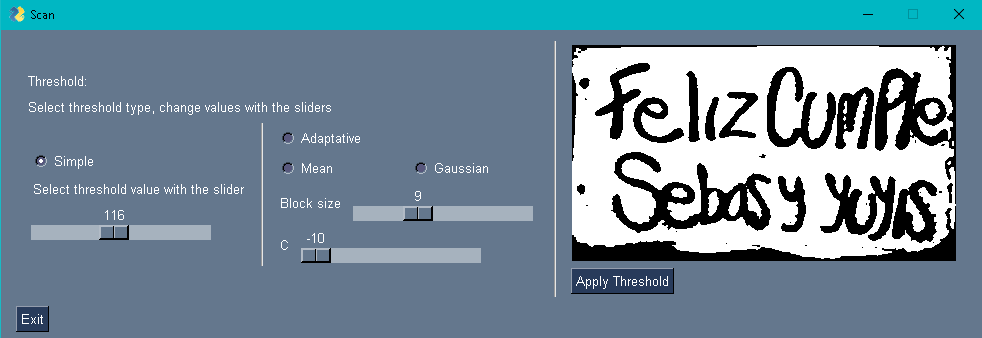 Scan
Threshold:
Select threshold type, change values with the sliders
Simple
Select threshold value with the slider
116
Adaptative
Mean
Gaussian
Block size
9
C
-10
Feliz Cumple
Sebas y Yuyis
Apply Threshold
Exit